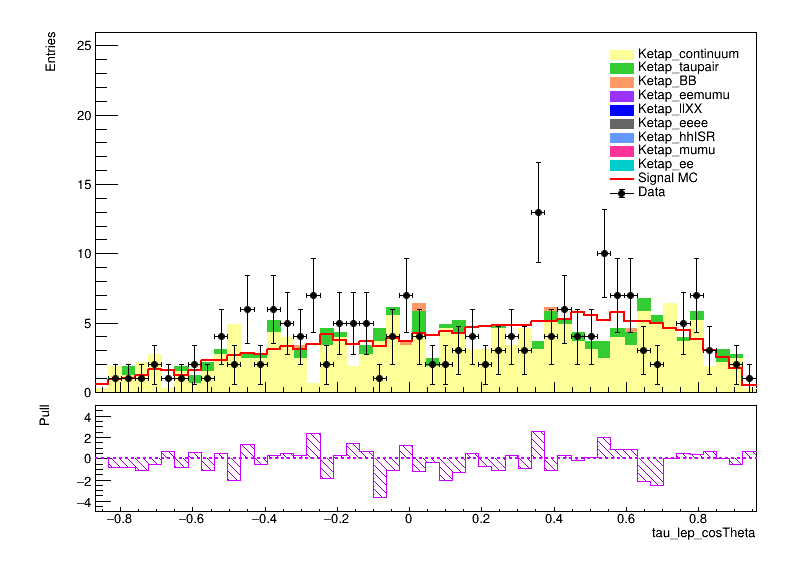 Entries
25
20
15
10
5
0
Ketap_continuum
Ketap_taupair
Ketap_BB
Ketap_eemumu
Ketap_llXX
Ketap_eeee
Ketap_hhISR
Ketap_mumu
Ketap_ee
Signal MC
Data
Pull
4
2
0
−2
−4
−0.8 −0.6 −0.4 −0.2 0 0.2 0.4 0.6 0.8
tau_lep_cosTheta